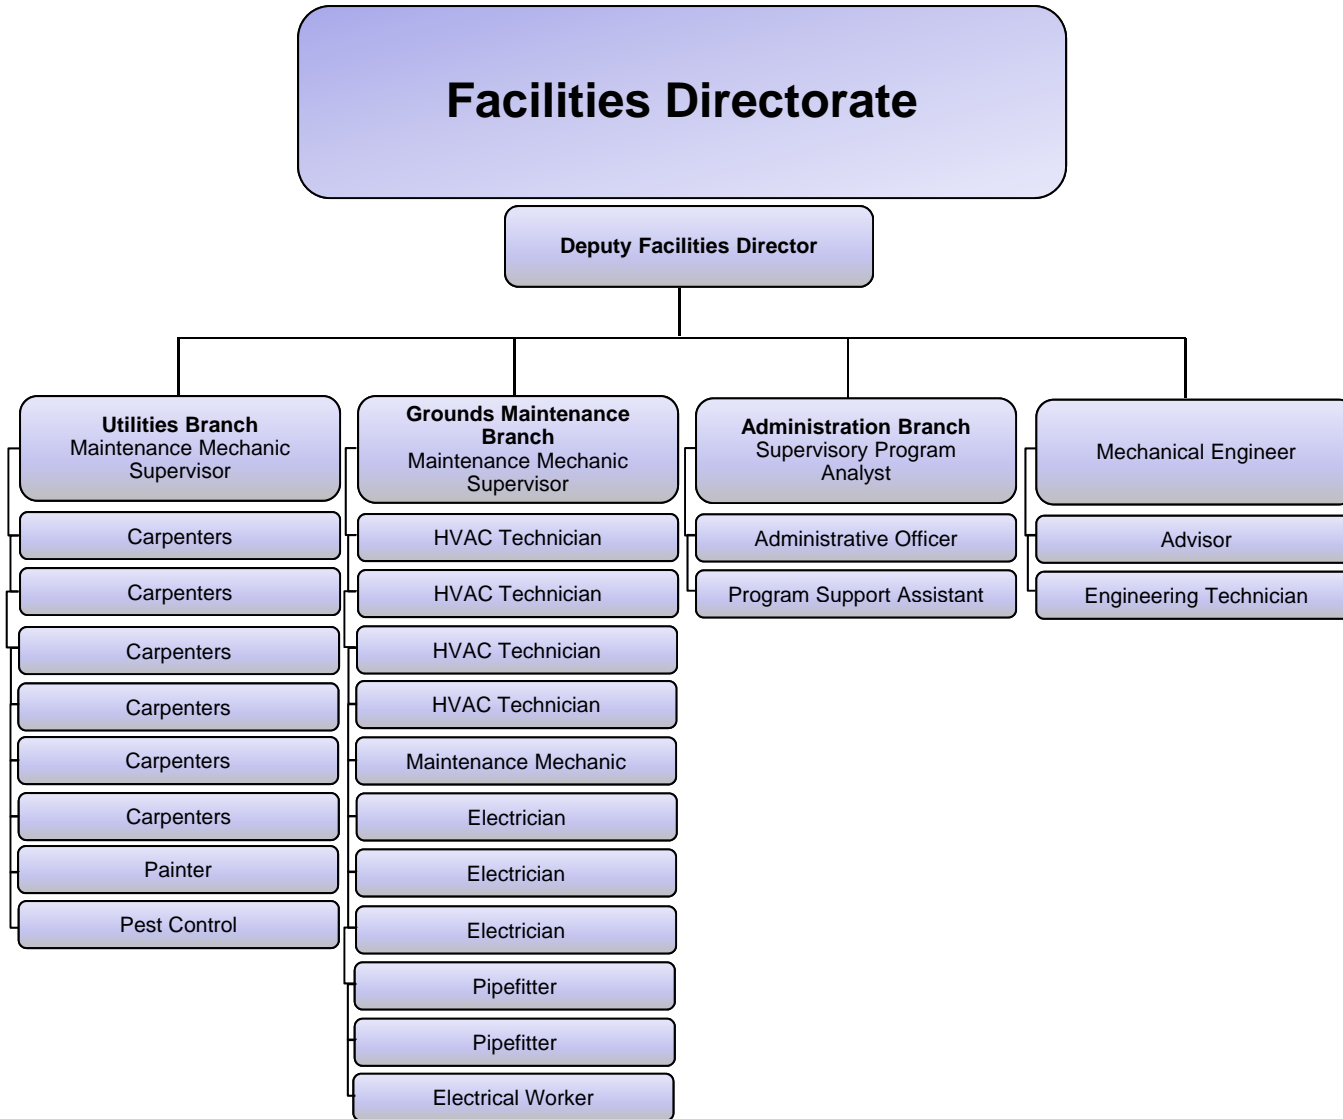 Facilities Directorate
Deputy Facilities Director
Utilities Branch
Maintenance Mechanic
Supervisor
Carpenters
Carpenters
Carpenters
Carpenters
Carpenters
Carpenters
Painter
Pest Control
Grounds Maintenance
Branch
Maintenance Mechanic
Supervisor
HVAC Technician
HVAC Technician
HVAC Technician
HVAC Technician
Maintenance Mechanic
Electrician
Electrician
Electrician
Pipefitter
Pipefitter
Electrical Worker
Administration Branch
Supervisory Program
Analyst
Administrative Officer
Program Support Assistant
Mechanical Engineer
Advisor
Engineering Technician